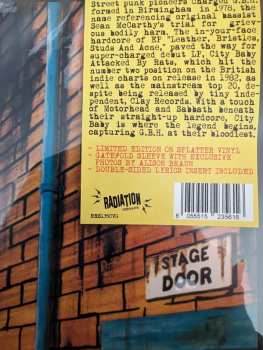 Street punk pioneers Charged G.B.H.
formed in Birmingham in 1978, the
name referencing original bassist
Sean McCarthy's trial for griev-
ous bodily harm. The in-your-face
hardcore of EP "Leather, Bristles,
Studs And Acne," paved the way for
super-charged debut LP, City Baby
Attacked By Rats, which hit the
number two position on the British
indie charts on release in 1982, as
well as the mainstream top 20, des-
pite being released by tiny inde-
pendent, Clay Records. With a touch
of Motorhead and Sabbath beneath
their straight-up hardcore, City
Baby is where the legend begins,
capturing G.B.H. at their bloodiest.
- LIMITED EDITION ON SPLATTER VINYL
- GATEFOLD SLEEVE WITH EXCLUSIVE
PHOTOS BY ALISON BRAUN
- DOUBLE-SIDED LYRICS INSERT INCLUDED
RADIATION
STAGE
DOOR